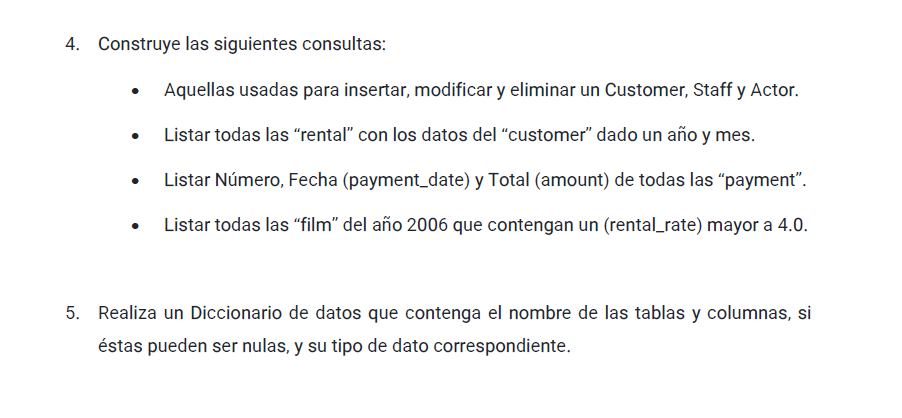 4. Construye las siguientes consultas:
• Aquellas usadas para insertar, modificar y eliminar un Customer, Staff y Actor.
• Listar todas las “rental” con los datos del “customer” dado un año y mes.
• Listar Número, Fecha (payment_date) y Total (amount) de todas las “payment”.
• Listar todas las “film” del año 2006 que contengan un (rental_rate) mayor a 4.0.
5. Realiza un Diccionario de datos que contenga el nombre de las tablas y columnas, si
éstas pueden ser nulas, y su tipo de dato correspondiente.